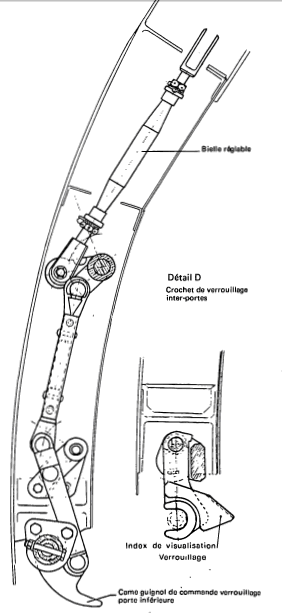 Bielle réglable
Détail D
Crochet de verrouillage
inter-portes
Index de visualisation
Verrouillage
Came guignol de commande verrouillage
porte inférieure